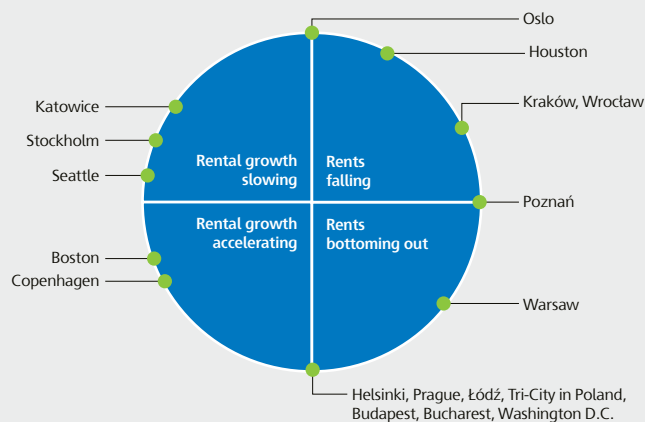 Oslo
Houston
Katowice
Kraków, Wrocław
Stockholm
Rental growth
slowing
Rents
falling
Seattle
Poznań
Rental growth
accelerating
Rents
bottoming out
Boston
Copenhagen
Warsaw
Helsinki, Prague, Łódź, Tri-City in Poland,
Budapest, Bucharest, Washington D.C.